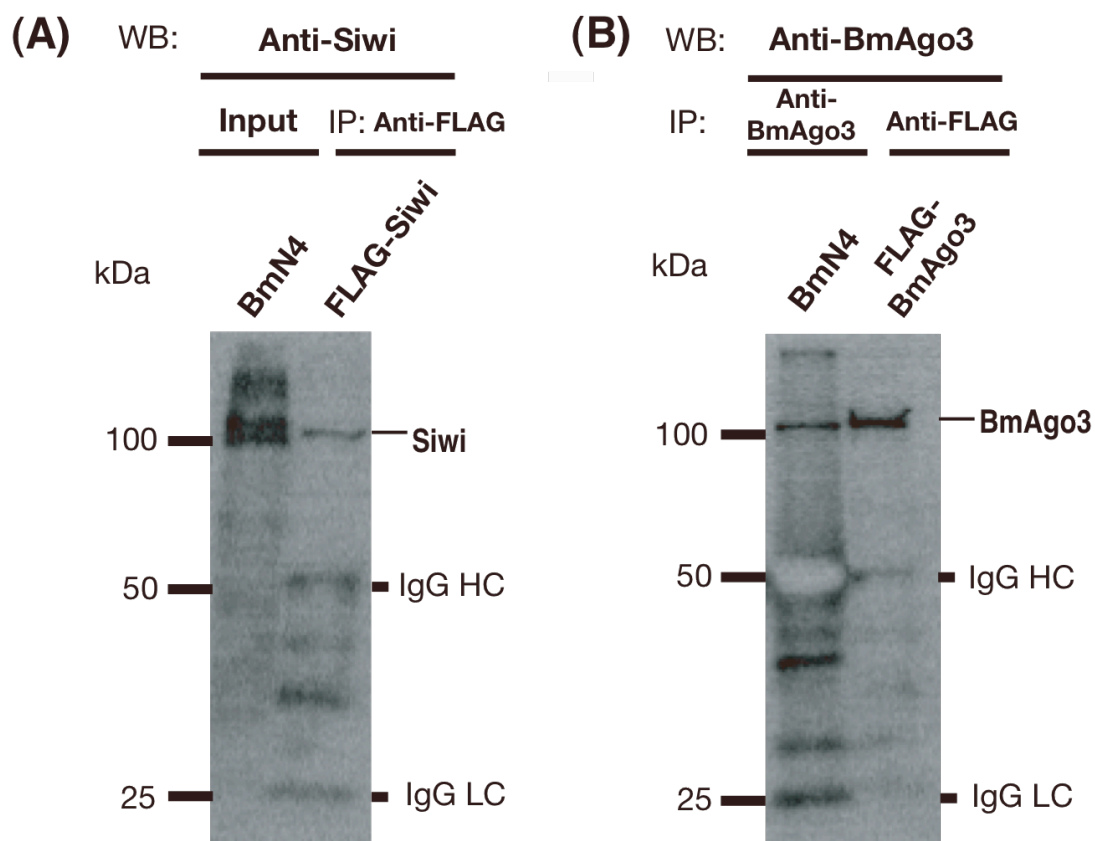 (A) WB: Anti-Siwi
Input IP: Anti-FLAG
BmN4 FLAG-Siwi
kDa
100 Siwi
50 IgG HC
25 IgG LC
(B) WB: Anti-BmAgo3
IP: Anti-
BmAgo3 Anti-FLAG
BmN4 FLAG-
BmAgo3
kDa
100 BmAgo3
50 IgG HC
25 IgG LC